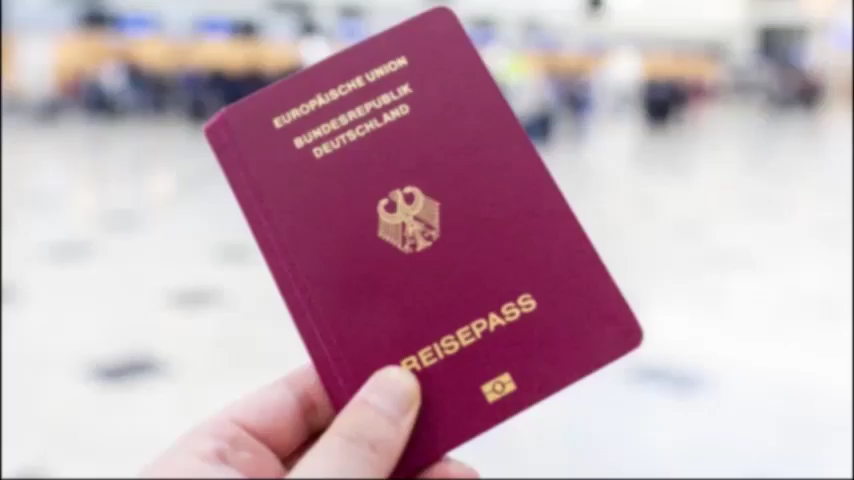 EUROPÄISCHE UNION
BUNDESREPUBLIK
DEUTSCHLAND
REISEPASS